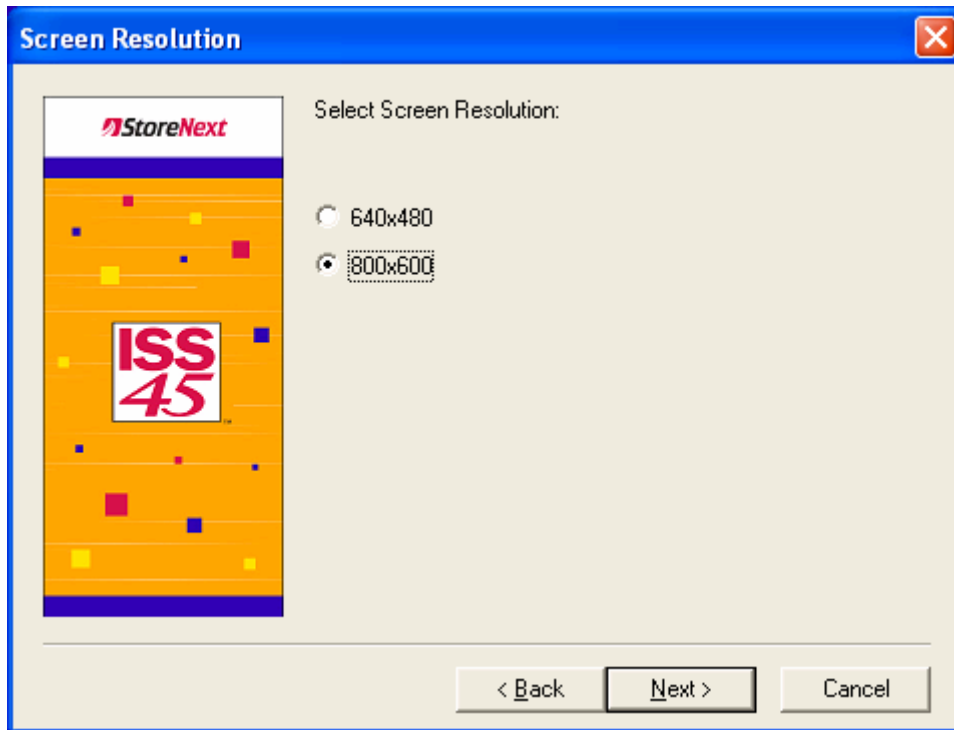 Screen Resolution
StoreNext
Select Screen Resolution:
640x480
800x600
ISS
45
< Back
Next >
Cancel